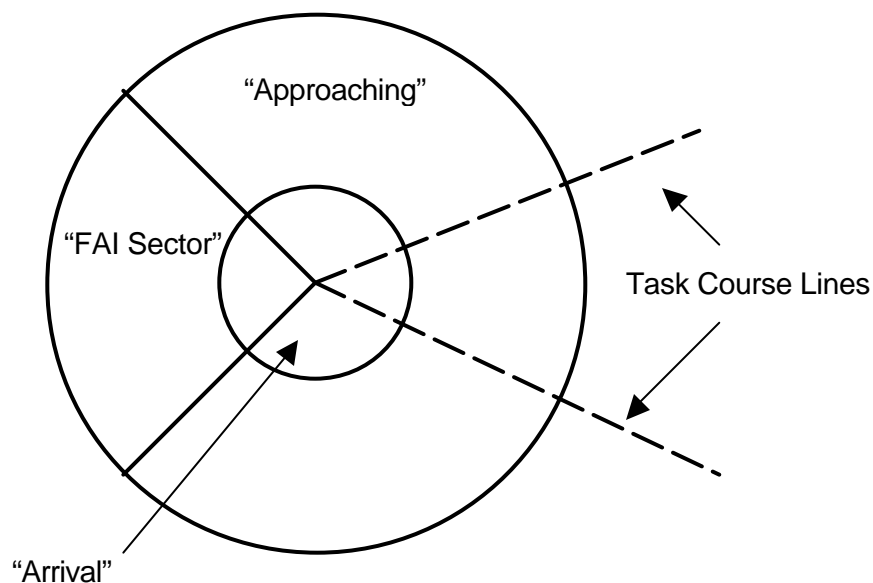 “Approaching”
“FAI Sector”
Task Course Lines
“Arrival”